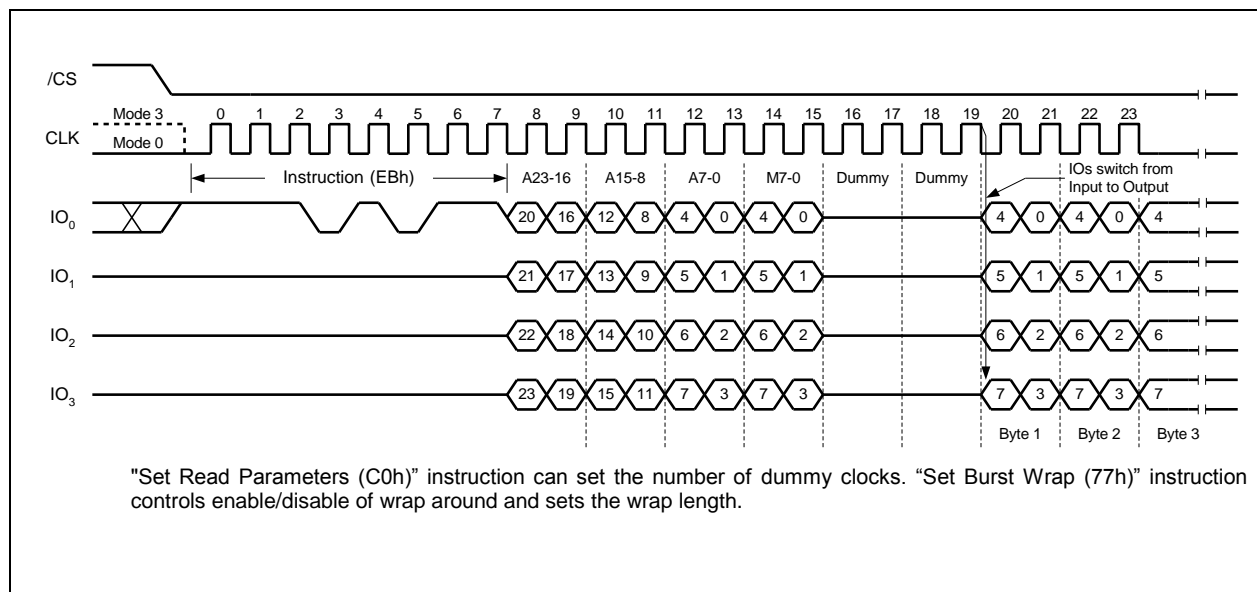 /CS
Mode 3 0 1 2 3 4 5 6 7 8 9 10 11 12 13 14 15 16 17 18 19 20 21 22 23
CLK
Mode 0
Instruction (EBh) A23-16 A15-8 A7-0 M7-0 Dummy Dummy
IOs switch from
Input to Output
IO0 20 16 12 8 4 0 4 0 4 0 4 0 4
IO1 21 17 13 9 5 1 5 1 5 1 5 1 5
IO2 22 18 14 10 6 2 6 2 6 2 6 2 6
IO3 23 19 15 11 7 3 7 3 7 3 7 3 7
Byte 1 Byte 2 Byte 3
"Set Read Parameters (C0h)” instruction can set the number of dummy clocks. “Set Burst Wrap (77h)” instruction
controls enable/disable of wrap around and sets the wrap length.